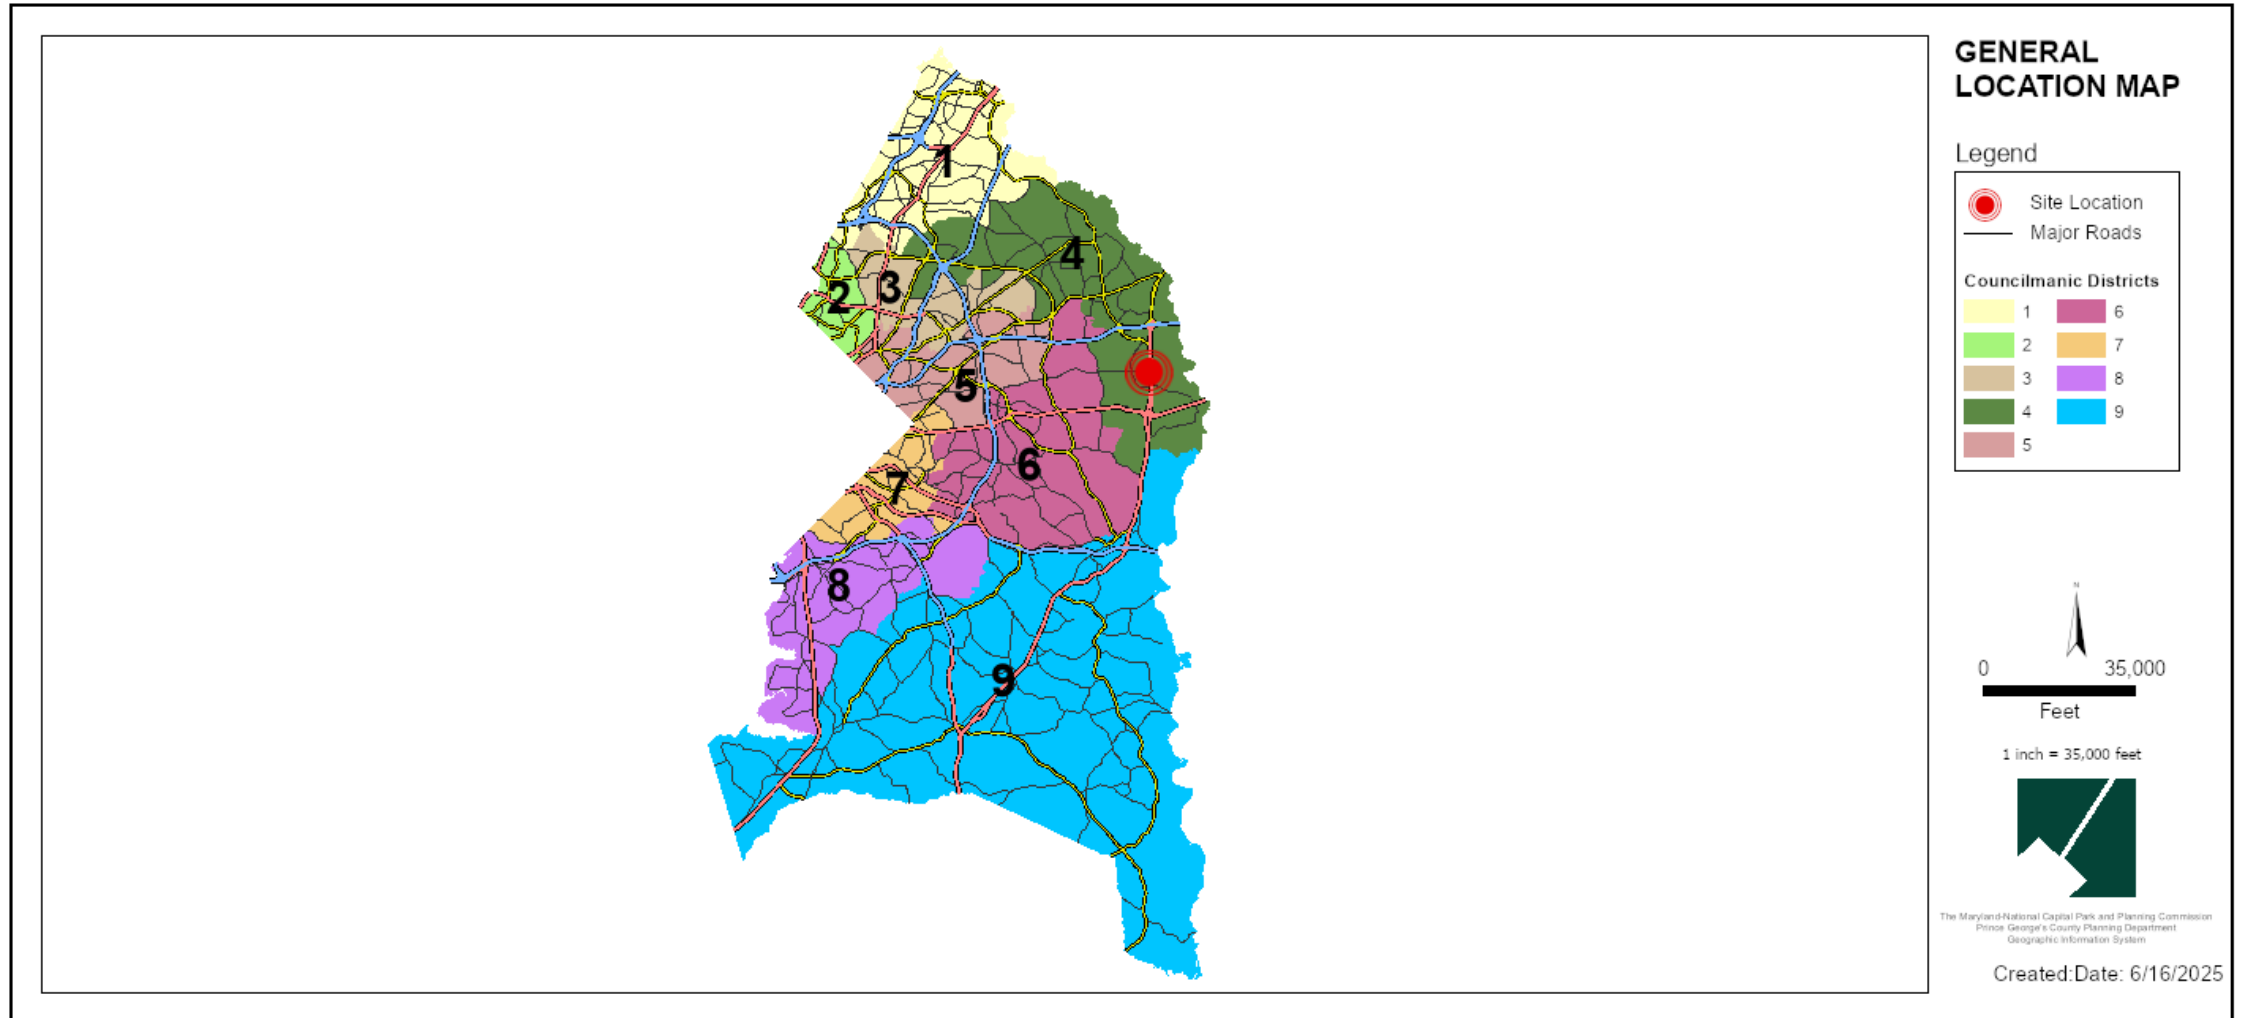 GENERAL
LOCATION MAP
Legend
Site Location
Major Roads
Councilmanic Districts
1 6
2 7
3 8
4 9
5
1
4
3
2
5
6
7
8
9
N
0 35,000
Feet
1 inch = 35,000 feet
The Maryland-National Capital Park and Planning Commission
Prince George's County Planning Department
Geographic Information System
Created:Date: 6/16/2025